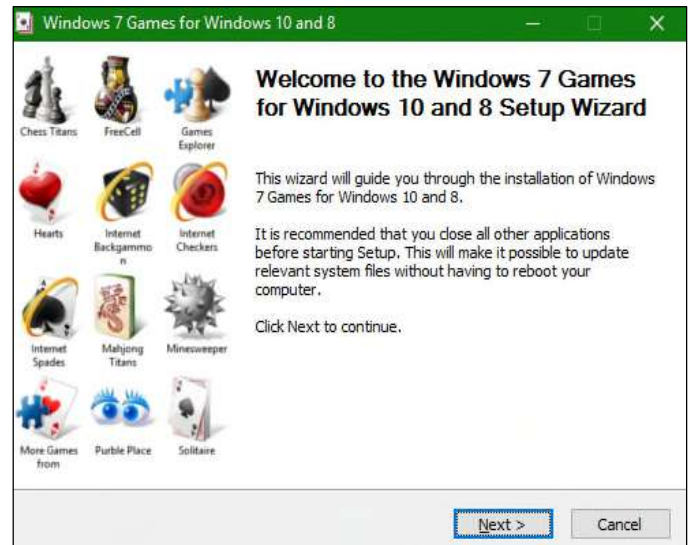 Windows 7 Games for Windows 10 and 8
Welcome to the Windows 7 Games
for Windows 10 and 8 Setup Wizard
This wizard will guide you through the installation of Windows
7 Games for Windows 10 and 8.
It is recommended that you close all other applications
before starting Setup. This will make it possible to update
relevant system files without having to reboot your
computer.
Click Next to continue.
Chess Titans
FreeCell
Games
Explorer
Hearts
Internet
Backgammo
n
Internet
Checkers
Internet
Spades
Mahjong
Titans
Minesweeper
More Games
from
Purble Place
Solitaire
Next >
Cancel